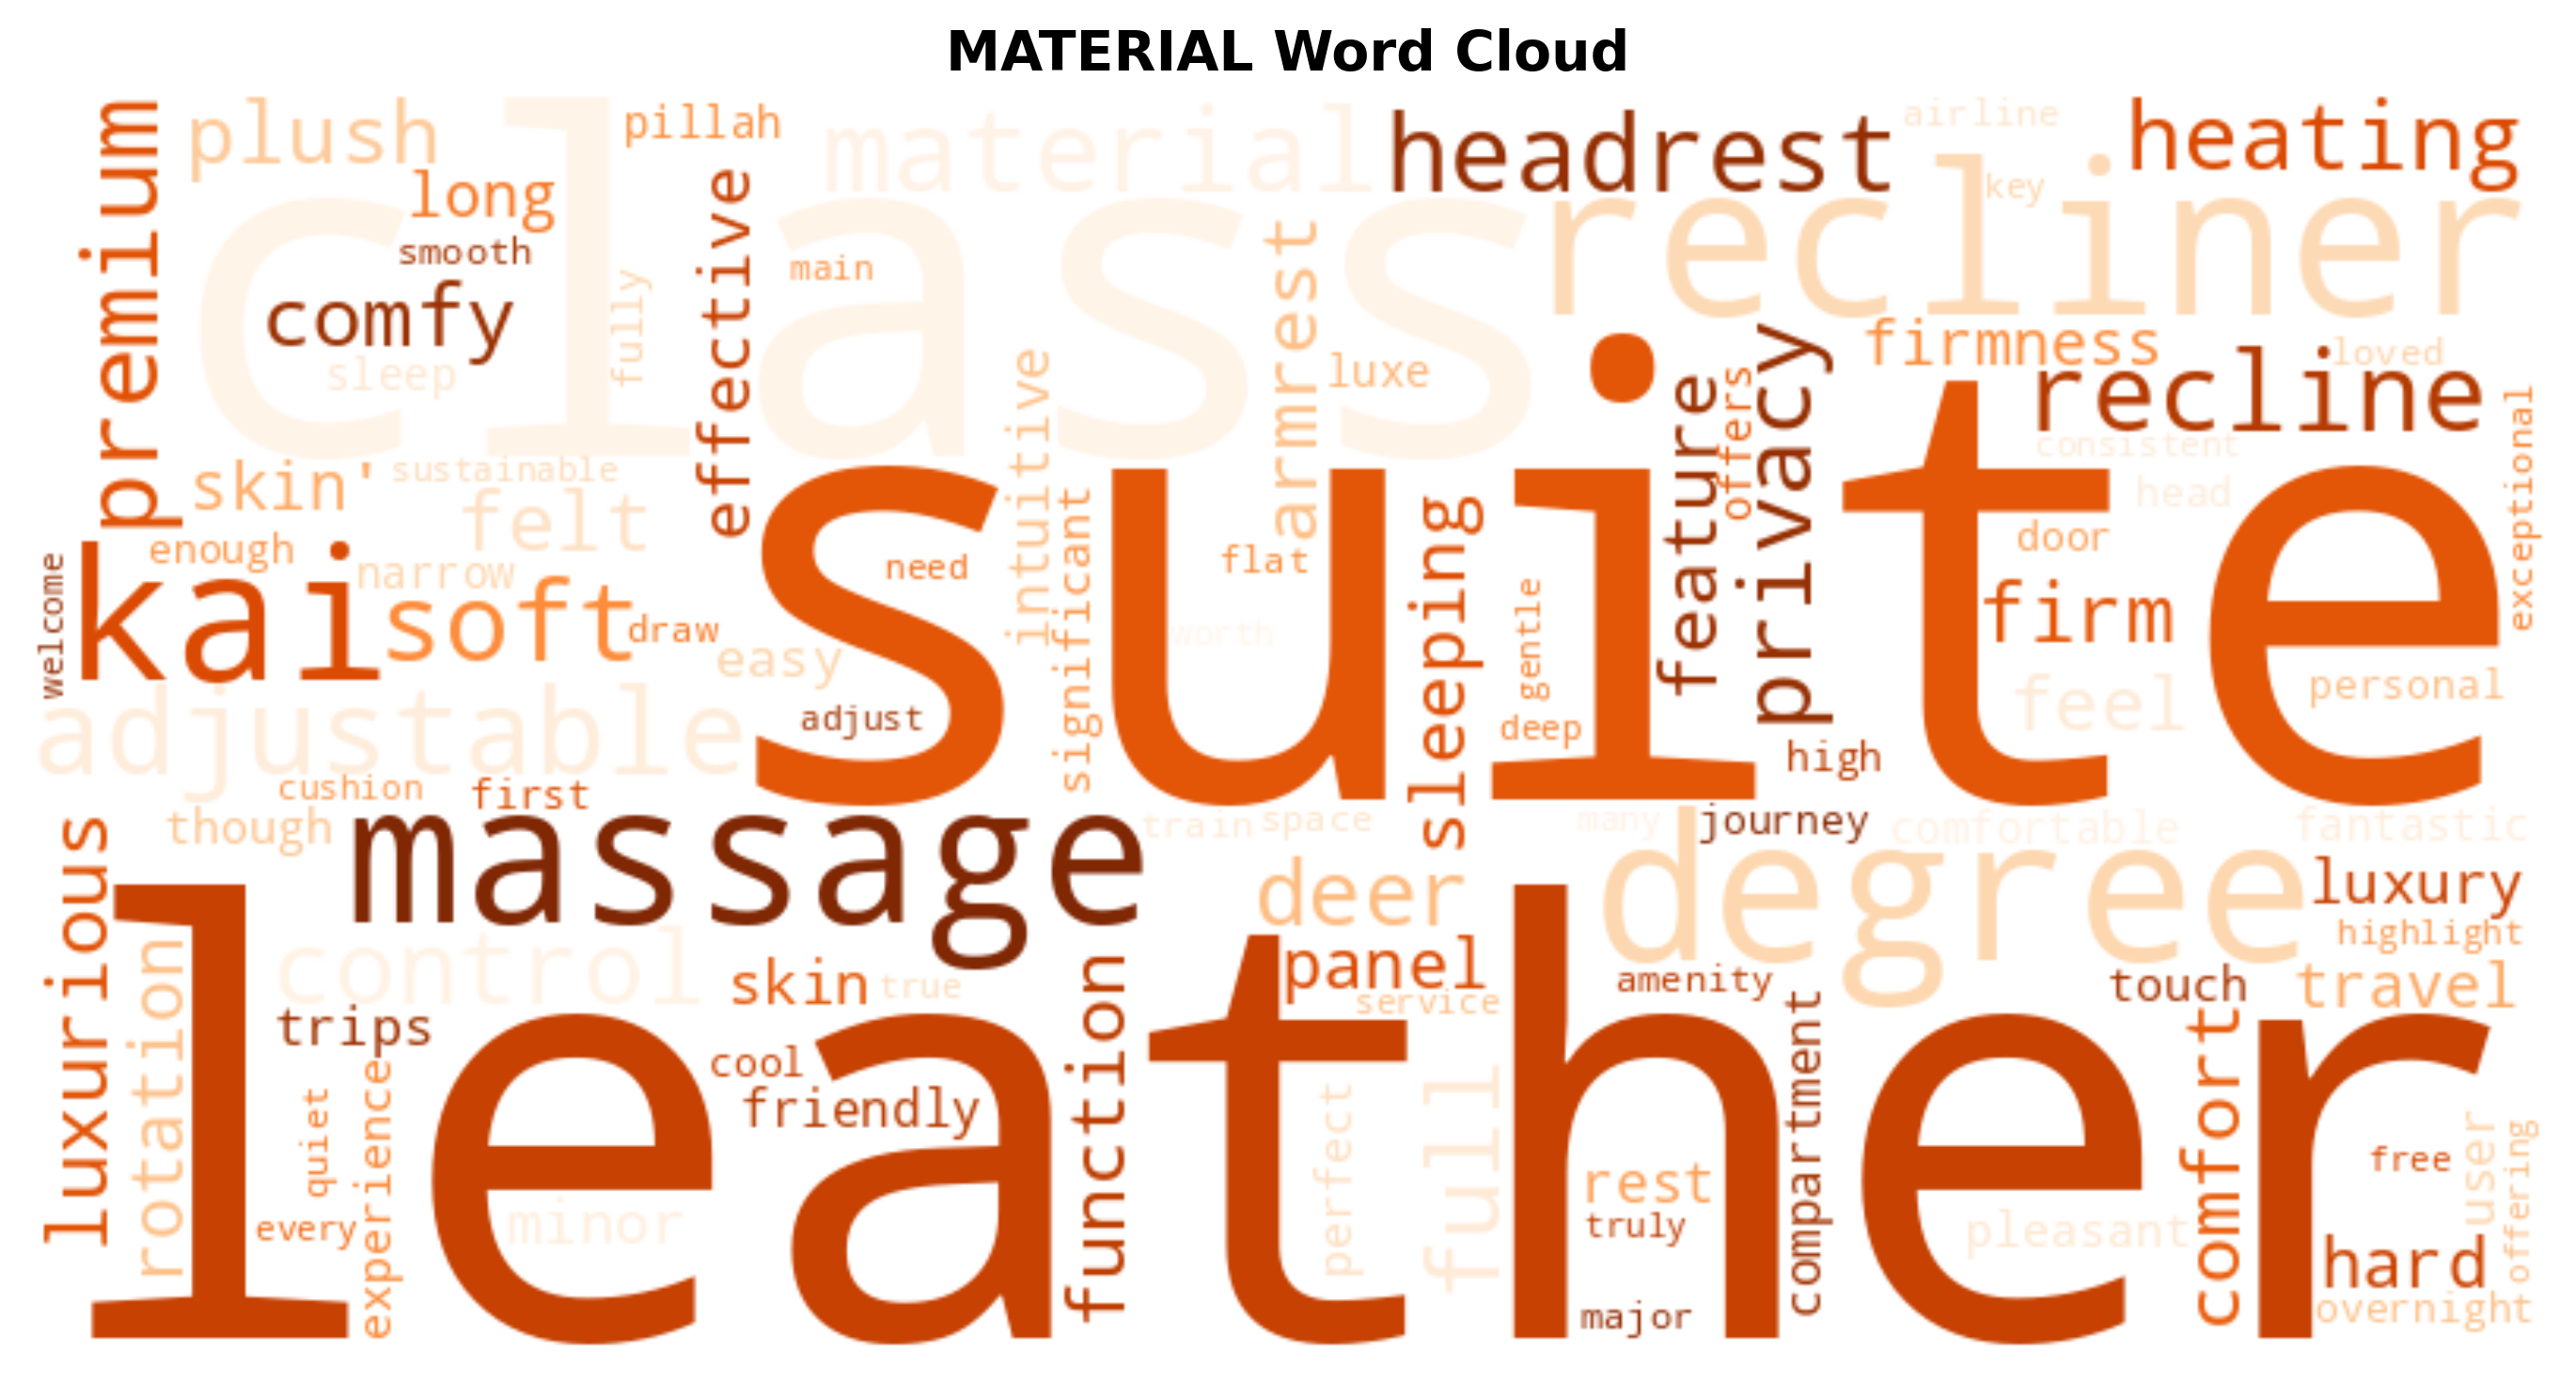 MATERIAL Word Cloud
premium
plush
long
smooth
comfy
sleep
fully
pillah
class
effective
main
material
headrest
airline
key
heating
recliner
armrest
luxe
intuitive
significant
firmness
recline
loved
consistent
head
exceptional
privacy
feature
offers
skin'
sustainable
felt
enough
narrow
welcome
kai
soft
draw
easy
suite
need
flat
worth
adjust
sleeping
gentle
deep
door
firm
feel
personal
high
adjustable
cushion
first
though
massage
train
space
many
journey
comfortable
fantastic
degree
deer
luxury
highlight
luxurious
rotation
control
skin
true
panel
service
amenity
touch
travel
trips
cool
friendly
function
leather
quiet
experience
every
minor
perfect
full
rest
truly
major
compartment
pleasant
comfort
free
user
offering
hard
overnight